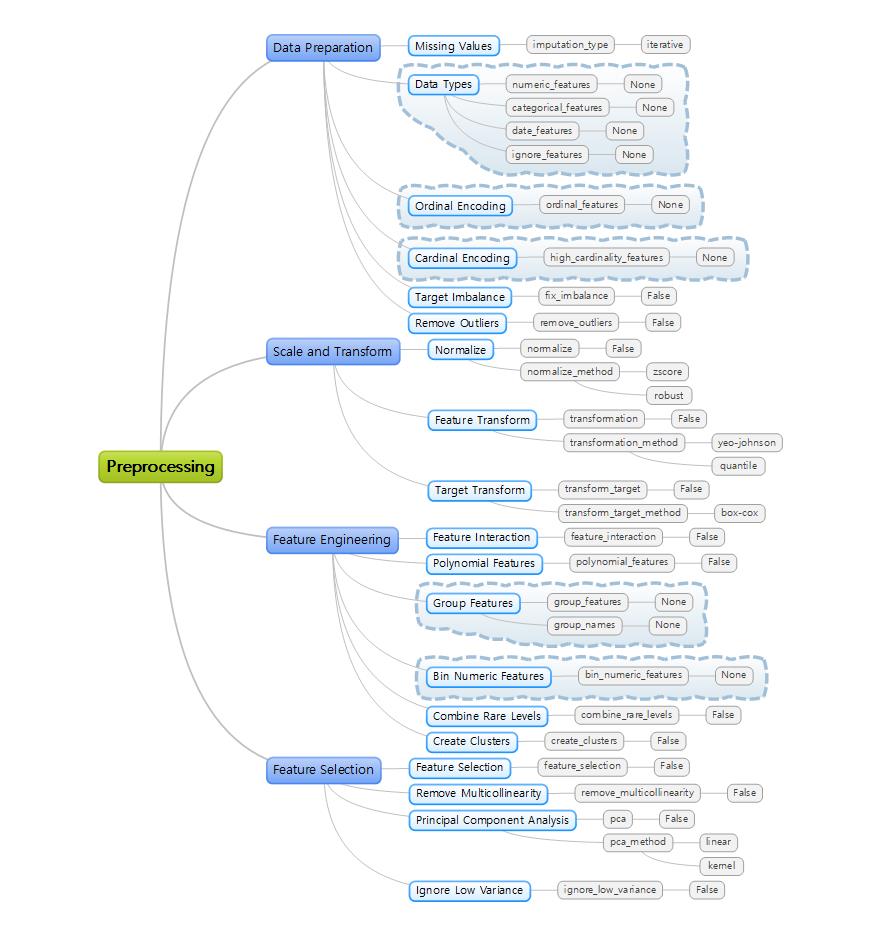 Preprocessing
Data Preparation
Missing Values
imputation_type
iterative
Data Types
numeric_features
None
categorical_features
None
date_features
None
ignore_features
None
Ordinal Encoding
ordinal_features
None
Cardinal Encoding
high_cardinality_features
None
Target Imbalance
fix_imbalance
False
Remove Outliers
remove_outliers
False
Scale and Transform
Normalize
normalize
False
normalize_method
zscore
robust
Feature Transform
transformation
False
transformation_method
yeo-johnson
quantile
Target Transform
transform_target
False
transform_target_method
box-cox
Feature Engineering
Feature Interaction
feature_interaction
False
Polynomial Features
polynomial_features
False
Group Features
group_features
None
group_names
None
Bin Numeric Features
bin_numeric_features
None
Combine Rare Levels
combine_rare_levels
False
Create Clusters
create_clusters
False
Feature Selection
Feature Selection
feature_selection
False
Remove Multicollinearity
remove_multicollinearity
False
Principal Component Analysis
pca
False
pca_method
linear
kernel
Ignore Low Variance
ignore_low_variance
False